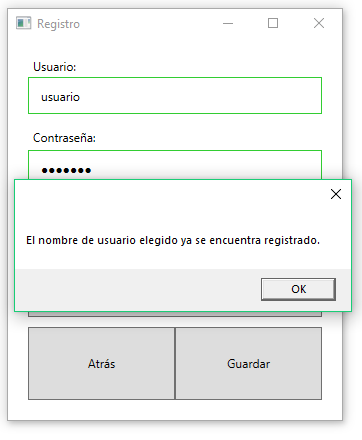 Registro
Usuario:
usuario
Contraseña:
●●●●●●●
El nombre de usuario elegido ya se encuentra registrado.
OK
Atrás
Guardar